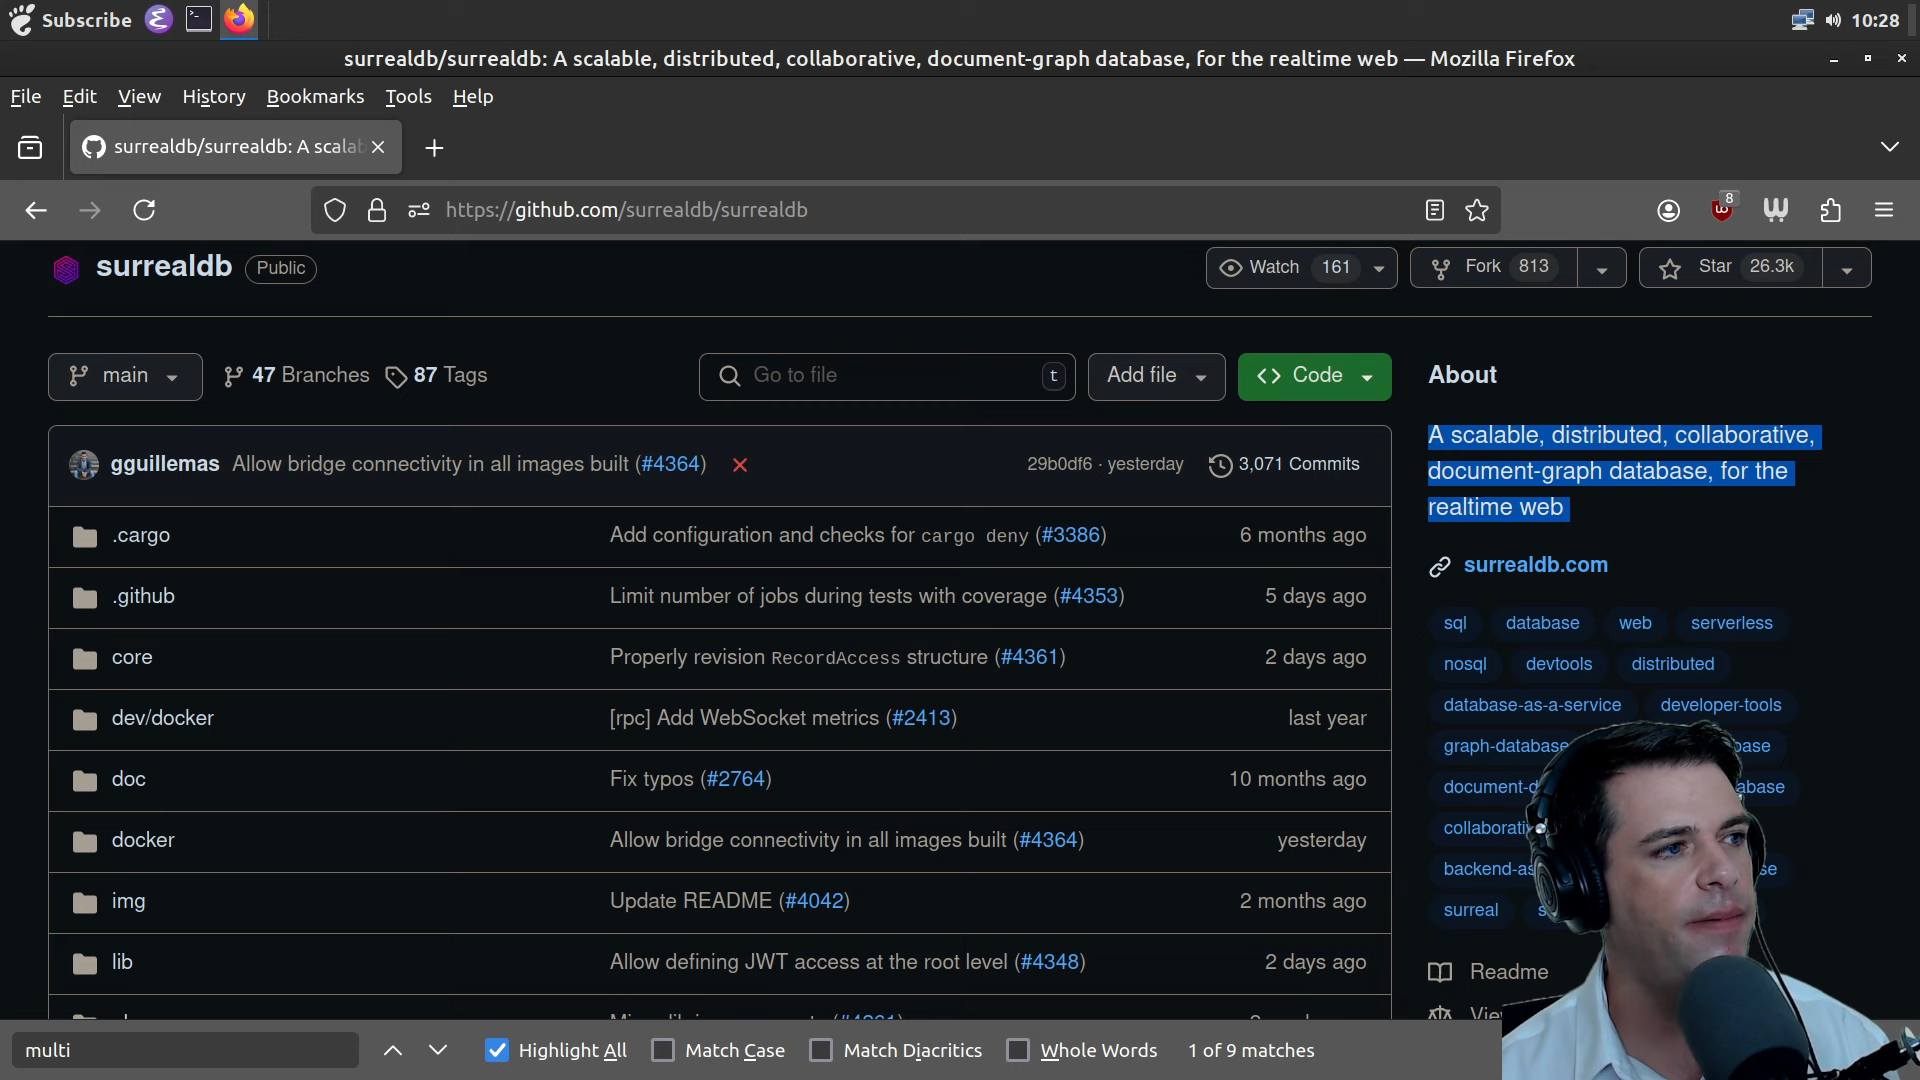 Subscribe
10:28
surrealdb/surrealdb: A scalable, distributed, collaborative, document-graph database, for the realtime web — Mozilla Firefox
File Edit View History Bookmarks Tools Help
surrealdb/surrealdb: A scalab
https://github.com/surrealdb/surrealdb
8
surrealdb Public
Watch 161
Fork 813
Star 26.3k
main
47 Branches
87 Tags
Go to file t
Add file
Code
gguillemas Allow bridge connectivity in all images built (#4364) 29b0df6 · yesterday 3,071 Commits
.cargo Add configuration and checks for cargo deny (#3386) 6 months ago
.github Limit number of jobs during tests with coverage (#4353) 5 days ago
core Properly revision RecordAccess structure (#4361) 2 days ago
dev/docker [rpc] Add WebSocket metrics (#2413) last year
doc Fix typos (#2764) 10 months ago
docker Allow bridge connectivity in all images built (#4364) yesterday
img Update README (#4042) 2 months ago
lib Allow defining JWT access at the root level (#4348) 2 days ago
About
A scalable, distributed, collaborative,
document-graph database, for the
realtime web
surrealdb.com
sql database web serverless
nosql devtools distributed
database-as-a-service developer-tools
graph-database
surreal
Readme
multi
Highlight All
Match Case
Match Diacritics
Whole Words
1 of 9 matches